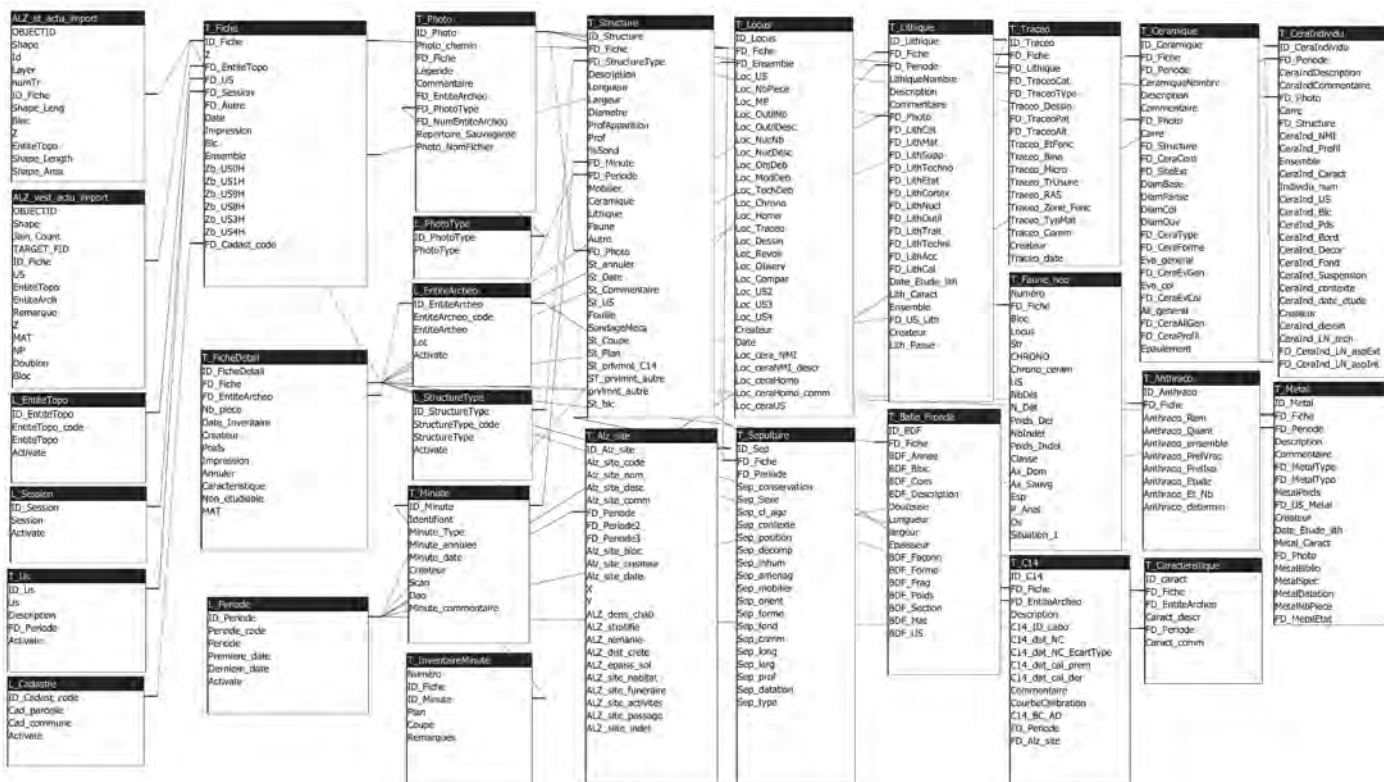 ALZ_st_actu_import
OBJECTID
Shape
Id
Layer
numTr
ID_Fiche
Shape_Leng
Bloc
Z
EntiteTopo
Shape_Length
Shape_Area
ALZ_vest_actu_import
OBJECTID
Shape
Join_Count
TARGET_FID
ID_Fiche
US
EntiteTopo
EntiteArch
Remarque
Z
MAT
NP
Doublon
Bloc
L_EntiteTopo
ID_EntiteTopo
EntiteTopo_code
EntiteTopo
Activate
L_Session
ID_Session
Session
Activate
T_Us
ID_Us
Us
Description
FD_Periode
Activate
L_Cadastre
ID_Cadast_code
Cad_parcelle
Cad_commune
Activate
T_Fiche
ID_Fiche
Z
FD_EntiteTopo
FD_US
FD_Session
FD_Autre
Date
Impression
Blc
Ensemble
Zb_US0H
Zb_US1H
Zb_US9H
Zb_US8H
Zb_US3H
Zb_US4H
FD_Cadast_code
T_FicheDetail
ID_FicheDetail
FD_Fiche
FD_EntiteArcheo
Nb_piece
Date_Inventaire
Createur
Poids
Impression
Annuler
Caracteristique
Non_etudiable
MAT
L_Periode
ID_Periode
Periode_code
Periode
Premiere_date
Derniere_date
Activate
T_Photo
ID_Photo
Photo_chemin
FD_Fiche
Legende
Commentaire
FD_EntiteArcheo
FD_PhotoType
FD_NumEntiteArcheo
Repertoire_Sauvegarde
Photo_NomFichier
L_PhotoType
ID_PhotoType
PhotoType
L_EntiteArcheo
ID_EntiteArcheo
EntiteArcheo_code
EntiteArcheo
Lot
Activate
L_StructureType
ID_StructureType
StructureType_code
StructureType
Activate
T_Minute
ID_Minute
Identifiant
Minute_Type
Minute_annulee
Minute_date
Createur
Scan
Dao
Minute_commentaire
T_InventaireMinute
Numéro
ID_Fiche
ID_Minute
Plan
Coupe
Remarques
T_Structure
ID_Structure
FD_Fiche
FD_StructureType
Description
Longueur
Largeur
Diametre
ProfApparition
Prof
FD_Minute
FD_Periode
Mobilier
Ceramique
Lithique
Faune
Autre
FD_Photo
St_annuler
St_Date
St_Commentaire
St_US
Fouille
SondageMeca
St_Coupe
St_Plan
St_prlvmnt_C14
ST_prlvmnt_autre
prvlmnt_autre
St_blc
T_Alz_site
ID_Alz_site
Alz_site_code
Alz_site_nom
Alz_site_desc
Alz_site_comm
FD_Periode
FD_Periode2
FD_Periode3
Alz_site_bloc
Alz_site_createur
Alz_site_date
X
Y
ALZ_stratifie
ALZ_remanie
ALZ_dist_crete
ALZ_epaiss_sol
ALZ_site_habitat
ALZ_site_funeraire
ALZ_site_activites
ALZ_site_passage
ALZ_site_indet
T_Locus
ID_Locus
FD_Fiche
FD_Ensemble
Loc_US
Loc_NbPiece
Loc_MP
Loc_OutilNb
Loc_OutilDesc
Loc_NucNb
Loc_NucDesc
Loc_ObjDeb
Loc_ModDeb
Loc_TechDeb
Loc_Chrono
Loc_Homo
Loc_Traceo
Loc_Dessin
Loc_Revoir
Loc_Observ
Loc_Compar
Loc_US2
Loc_US3
Loc_US4
Createur
Date
Loc_cera_NMI
Loc_ceraNMI_descr
Loc_ceraHomo
Loc_ceraHomo_comm
Loc_ceraUS
T_Sepulture
ID_Sep
FD_Fiche
FD_Periode
Sep_conservation
Sep_Sexe
Sep_cl_age
Sep_contexte
Sep_position
Sep_decomp
Sep_inhum
Sep_amenag
Sep_mobilier
Sep_orient
Sep_forme
Sep_fond
Sep_comm
Sep_long
Sep_larg
Sep_prof
Sep_datation
Sep_type
T_Lithique
ID_Lithique
FD_Fiche
FD_Periode
LithiqueNombre
Description
Commentaire
FD_Photo
FD_LithCat
FD_LithMat
FD_LithSupp
FD_LithTechno
FD_LithEtat
FD_LithCortex
FD_LithNucl
FD_LithOutil
FD_LithTrait
FD_LithTechni
FD_LithAcc
FD_LithCal
Date_Etude_lith
Lith_Caract
Ensemble
FD_US_Lith
Createur
Lith_Passe
T_Balle_Fronde
ID_BDF
FD_Fiche
BDF_Annee
BDF_Bloc
BDF_Cons
BDF_Description
Douteuse
Longueur
largeur
Epaisseur
BDF_Faconn
BDF_Forme
BDF_Frag
BDF_Poids
BDF_Section
BDF_Mat
BDF_US
T_Traceo
ID_Traceo
FD_Fiche
FD_Lithique
FD_TraceoCat
FD_TraceoType
Traceo_Dessin
FD_TraceoPat
FD_TraceoAlt
Traceo_EtFonc
Traceo_Bino
Traceo_Micro
Traceo_TrUsure
Traceo_RAS
Traceo_Zone_Fonc
Traceo_TypMat
Traceo_Comm
Createur
Traceo_date
T_Faune_neo
Numéro
FD_Fiche
Bloc
Locus
Str
CHRONO
Chrono_ceram
US
NbDét
N_Dét
Poids_Det
NbIndet
Poids_Indet
Classe
Ax_Dom
Ax_Sauvg
Esp
P_Anat
Os
Situation_1
T_C14
ID_C14
FD_Fiche
FD_EntiteArcheo
Description
C14_ID_Labo
C14_dat_NC
C14_dat_NC_EcartType
C14_dat_cal_prem
C14_dat_cal_der
Commentaire
CourbeCalibration
C14_BC_AD
FD_Periode
FD_Alz_site
T_Ceramique
ID_Ceramique
FD_Fiche
FD_Periode
CeramiqueNombre
Description
Commentaire
FD_Photo
Carre
FD_Structure
FD_CeraCons
FD_SiteExt
DiamBase
DiamPanse
DiamCol
DiamOuv
FD_CeraType
FD_CeraForme
Evo_general
FD_CeraEvGen
Evo_col
FD_CeraEvCol
All_general
FD_CeraAllGen
FD_CeraProfil
Epaulement
T_Anthraco
ID_Anthraco
FD_Fiche
Anthraco_Rem
Anthraco_Quant
Anthraco_ensemble
Anthraco_PrelVrac
Anthraco_PrelIso
Anthraco_Etude
Anthraco_Et_Nb
Anthraco_determin
T_Caracteristique
ID_caract
FD_Fiche
FD_EntiteArcheo
Caract_descr
FD_Periode
Caract_comm
T_CeraIndividu
ID_CeraIndividu
FD_Periode
CeraIndDescription
CeraIndCommentaire
FD_Photo
Carre
FD_Structure
CeraInd_NMI
CeraInd_Profil
Ensemble
CeraInd_Caract
Individu_num
CeraInd_US
CeraInd_Blc
CeraInd_Pds
CeraInd_Bord
CeraInd_Decor
CeraInd_Fond
CeraInd_Suspension
CeraInd_contexte
CeraInd_date_etude
Createur
CeraInd_dessin
CeraInd_LN_tech
FD_CeraInd_LN_aspExt
FD_CeraInd_LN_aspInt
T_Metal
ID_Metal
FD_Fiche
FD_Periode
Description
Commentaire
FD_MetalType
FD_MetalTypo
MetalPoids
FD_US_Metal
Createur
Date_Etude_lith
Metal_Caract
FD_Photo
MetalBiblio
MetalSpec
MetalDatation
MetalNbPiece
FD_MetalEtat